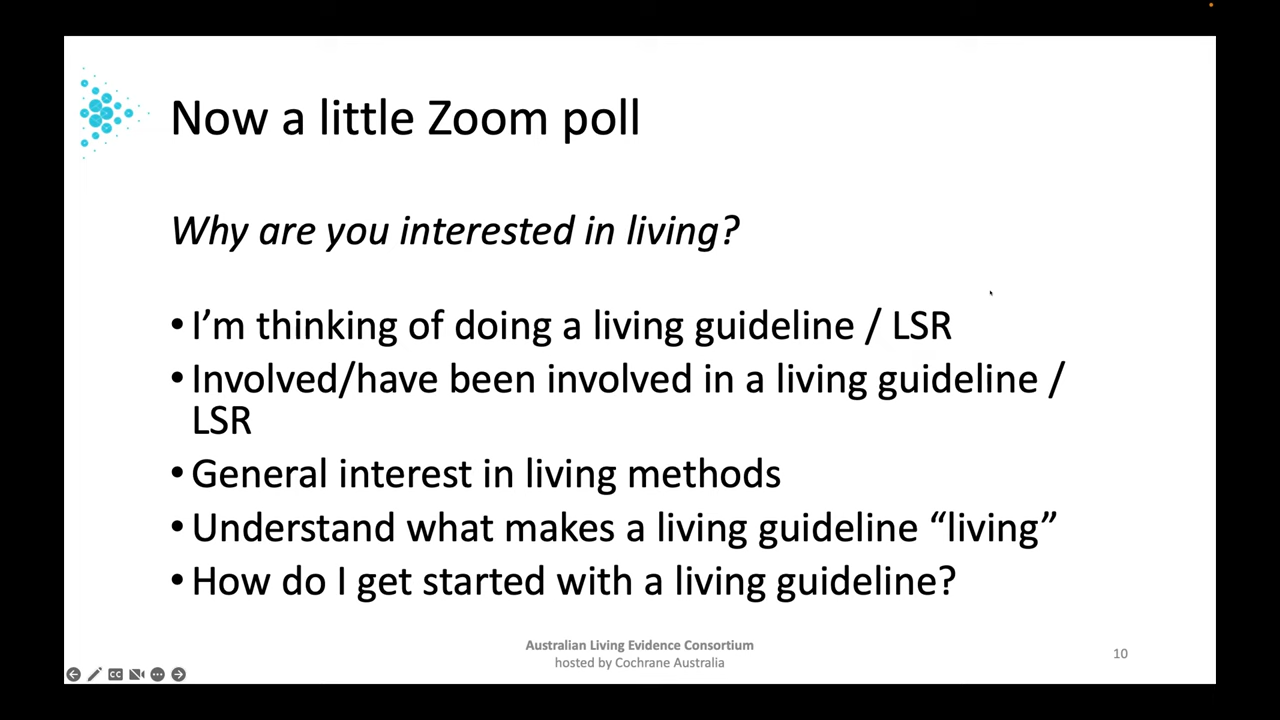 Now a little Zoom poll
Why are you interested in living?
•I’m thinking of doing a living guideline / LSR
•Involved/have been involved in a living guideline /
LSR
•General interest in living methods
•Understand what makes a living guideline “living”
•How do I get started with a living guideline?
Australian Living Evidence Consortium
hosted by Cochrane Australia
10
CC